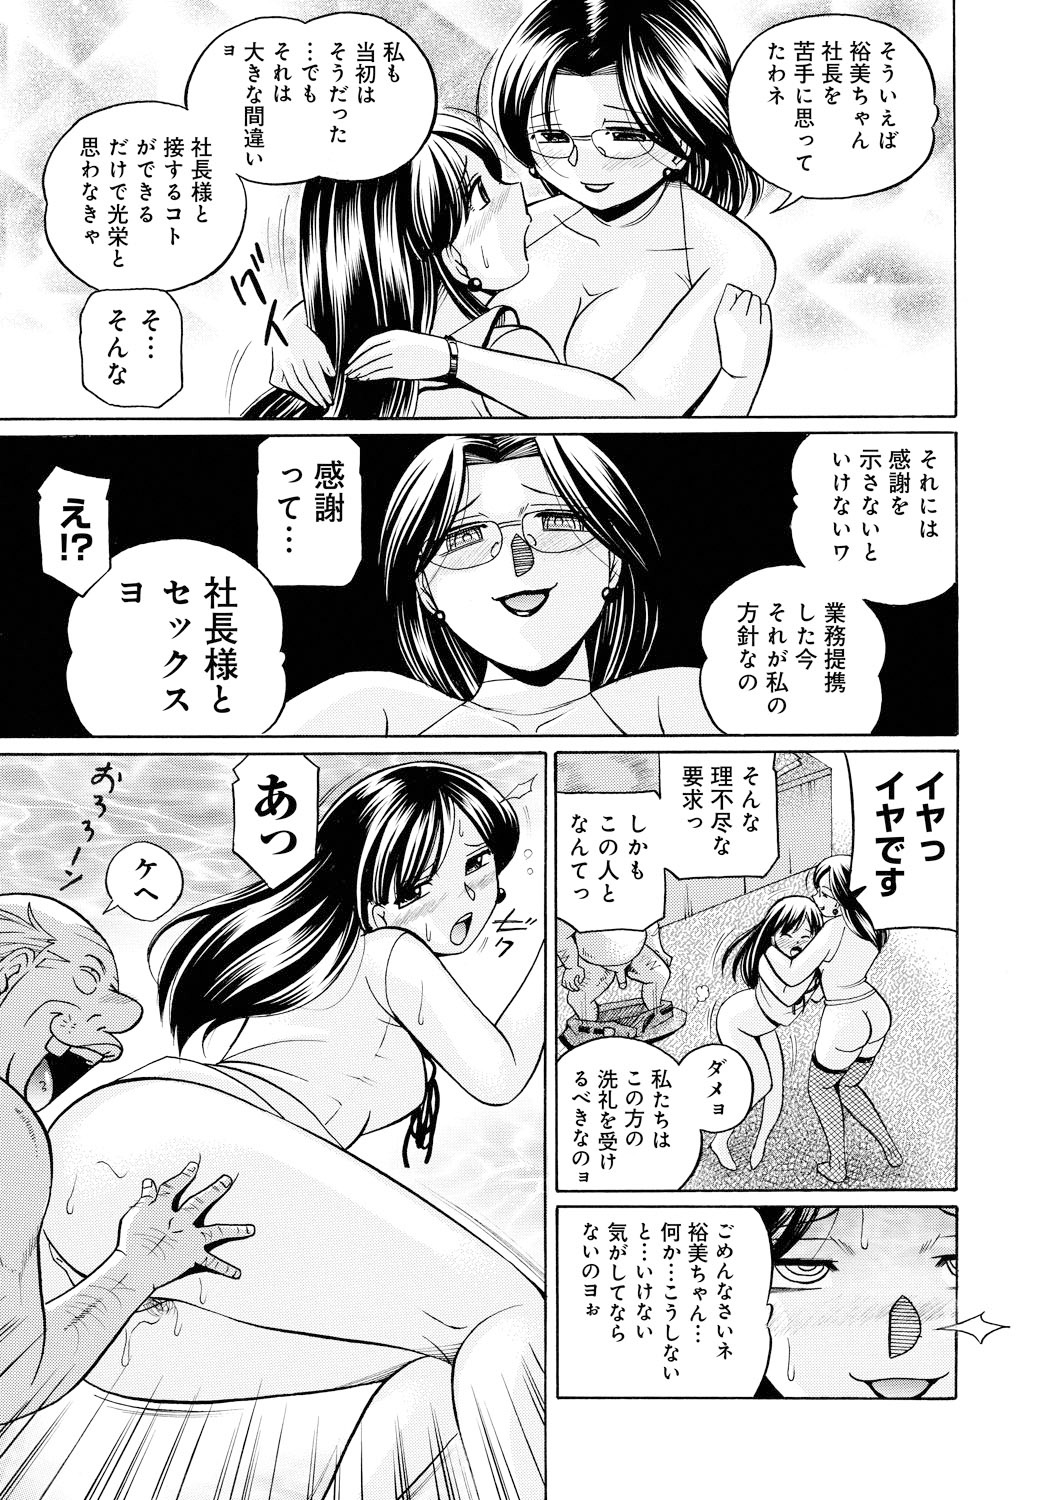 そういえば
裕美ちゃん
社長を
苦手に思って
たわネ
私も
当初は
そうだった
…でも
それは
大きな間違い
ョ
社長様と
接するコト
ができる
だけで光栄と
思わなきゃ
そ…
そんな
グイ
それには
感謝を
示さないと
いけないワ
業務提携
した今
それが私の
方針なの
感謝
って…
社長様と
セックス
ヨ
え!?
イヤっ
イヤです
そんな
理不尽な
要求っ
しかも
この人と
なんてっ
ダメョ
私たちは
この方の
洗礼を受け
るべきなのョ
ごめんなさいネ
裕美ちゃん…
何か…こうしない
と…いけない
気がしてなら
ないのヨぉ
あっ
ゼク
おろろ～ン
ケへ